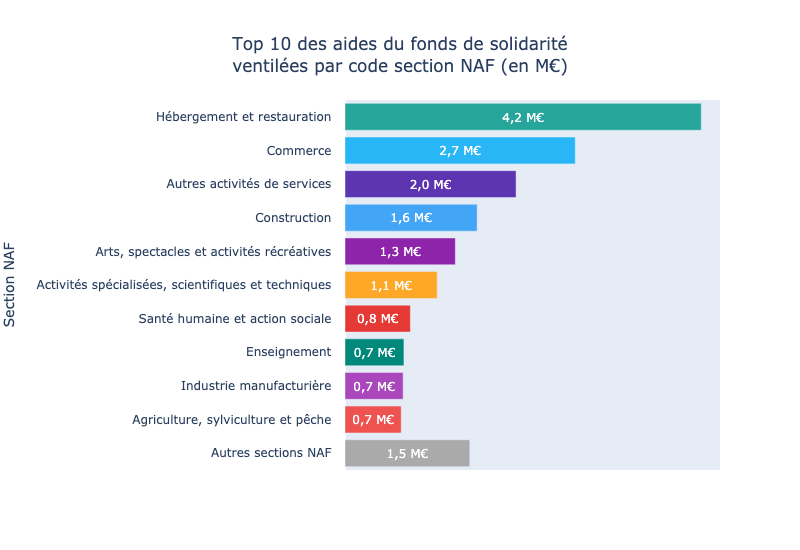 Top 10 des aides du fonds de solidarité
ventilées par code section NAF (en M€)
Section NAF
Hébergement et restauration 4,2 M€
Commerce 2,7 M€
Autres activités de services 2,0 M€
Construction 1,6 M€
Arts, spectacles et activités récréatives 1,3 M€
Activités spécialisées, scientifiques et techniques 1,1 M€
Santé humaine et action sociale 0,8 M€
Enseignement 0,7 M€
Industrie manufacturière 0,7 M€
Agriculture, sylviculture et pêche 0,7 M€
Autres sections NAF 1,5 M€